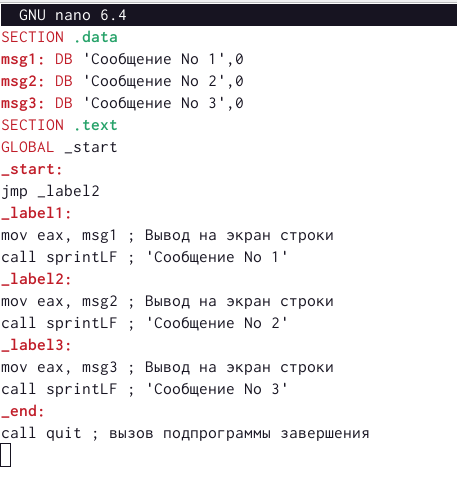 GNU nano 6.4
SECTION .data
msg1: DB 'Сообщение No 1',0
msg2: DB 'Сообщение No 2',0
msg3: DB 'Сообщение No 3',0
SECTION .text
GLOBAL _start
_start:
jmp _label2
_label1:
mov eax, msg1 ; Вывод на экран строки
call sprintLF ; 'Сообщение No 1'
_label2:
mov eax, msg2 ; Вывод на экран строки
call sprintLF ; 'Сообщение No 2'
_label3:
mov eax, msg3 ; Вывод на экран строки
call sprintLF ; 'Сообщение No 3'
_end:
call quit ; вызов подпрограммы завершения